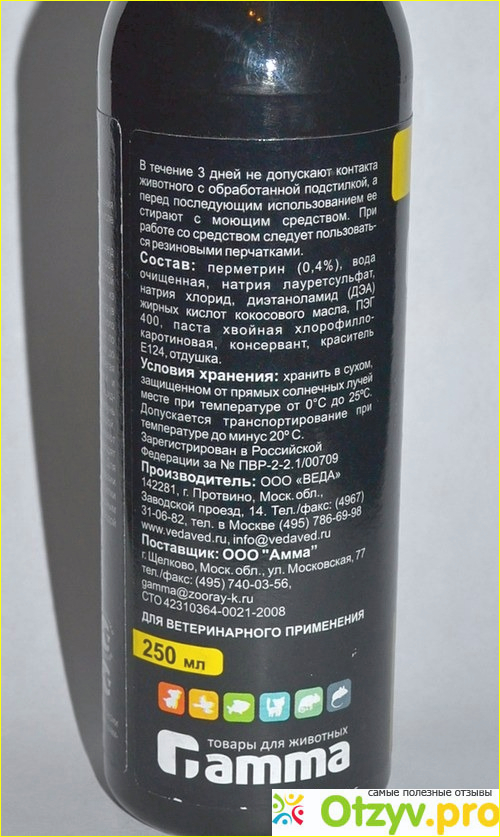 В течение 3 дней не допускают контакта
животного с обработанной подстилкой, а
перед последующим использованием ее
стирают с моющим средством. При
работе со средством следует пользовать-
ся резиновыми перчатками.
Состав: перметрин (0,4%), вода
очищенная, натрия лауретсульфат,
натрия хлорид, диэтаноламид (ДЭА)
жирных кислот кокосового масла, ПЭГ
400, паста хвойная хлорофилло-
каротиновая, консервант, краситель
Е124, отдушка.
Условия хранения: хранить в сухом,
защищенном от прямых солнечных лучей
месте при температуре от 0°С до 25°С.
Допускается транспортирование при
температуре до минус 20° С.
Зарегистрирован в Российской
Федерации за № ПВР-2-2.1/00709
Производитель: ООО «ВЕДА»
142281, г. Протвино, Моск. обл.,
Заводской проезд, 14. Тел./факс: (4967)
31-06-82, тел. в Москве (495) 786-69-98
www.vedaved.ru, info@vedaved.ru
Поставщик: ООО "Амма"
г.Щелково, Моск. обл., ул. Московская, 77
тел./факс: (495) 740-03-56,
gamma@zooray-k.ru
СТО 42310364-0021-2008
ДЛЯ ВЕТЕРИНАРНОГО ПРИМЕНЕНИЯ
250 мл
товары для животных
Gamma
самые полезные отзывы
Otzyv.pro